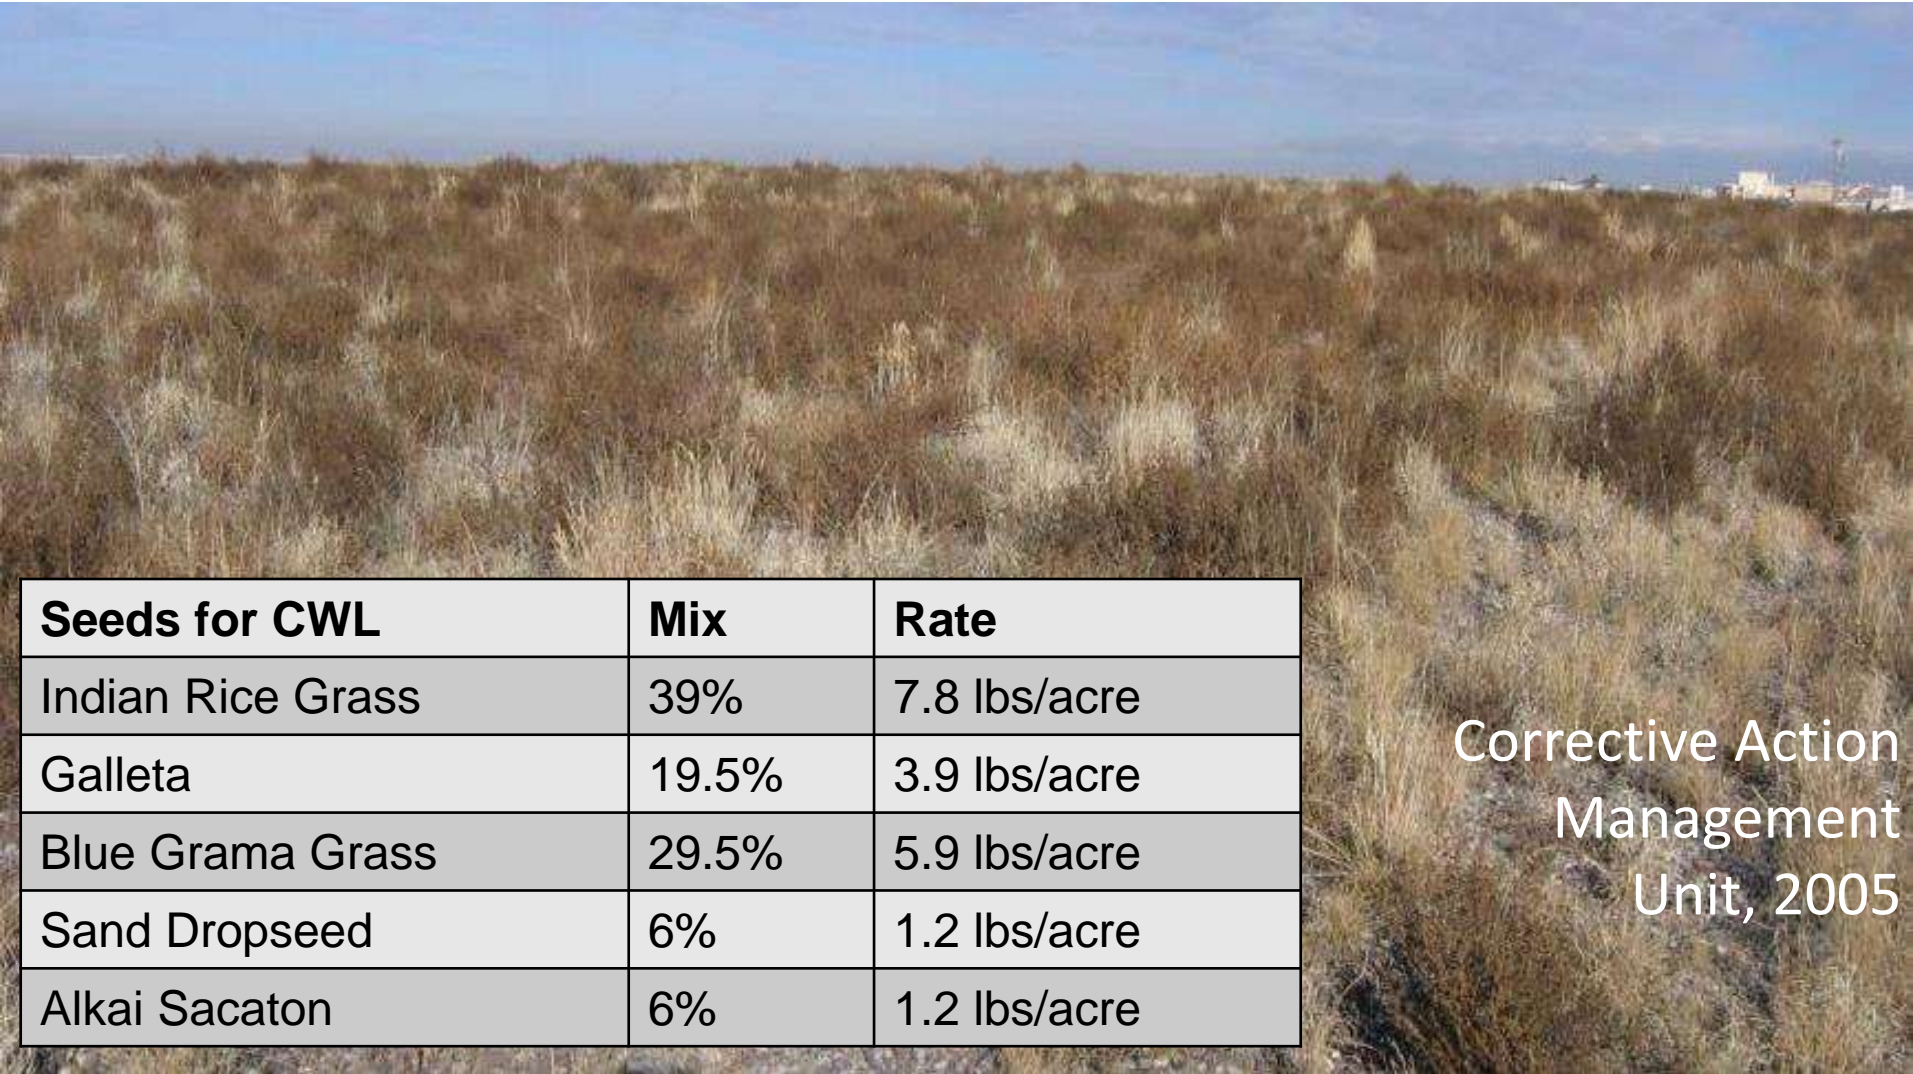 Seeds for CWL Mix Rate
Indian Rice Grass 39% 7.8 lbs/acre
Galleta 19.5% 3.9 lbs/acre
Blue Grama Grass 29.5% 5.9 lbs/acre
Sand Dropseed 6% 1.2 lbs/acre
Alkai Sacaton 6% 1.2 lbs/acre
Corrective Action
Management
Unit, 2005